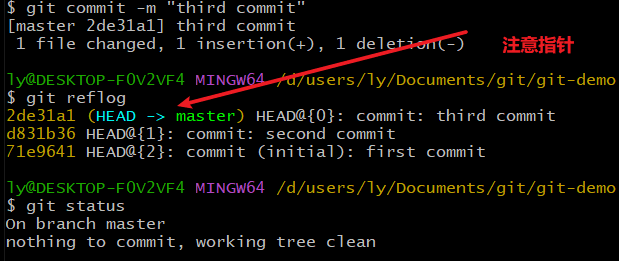 $ git commit -m "third commit"
[master 2de31a1] third commit
1 file changed, 1 insertion(+), 1 deletion(-)
注意指针
ly@DESKTOP-F0V2VF4 MINGW64 /d/users/ly/Documents/git/git-demo
$ git reflog
2de31a1 (HEAD -> master) HEAD@{0}: commit: third commit
d831b36 HEAD@{1}: commit: second commit
71e9641 HEAD@{2}: commit (initial): first commit
ly@DESKTOP-F0V2VF4 MINGW64 /d/users/ly/Documents/git/git-demo
$ git status
On branch master
nothing to commit, working tree clean